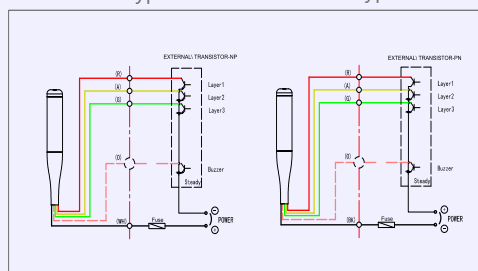 EXTERNAL\ TRANSISTOR-NP
(R)
(A)
(G)
Layer1
Layer2
Layer3
(O)
Buzzer
Steady
(WH)
Fuse
POWER
EXTERNAL\ TRANSISTOR-PN
(R)
(A)
(G)
Layer1
Layer2
Layer3
(O)
Buzzer
Steady
(BK)
Fuse
POWER